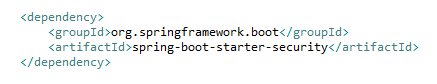 <dependency>
    <groupId>org.springframework.boot</groupId>
    <artifactId>spring-boot-starter-security</artifactId>
</dependency>